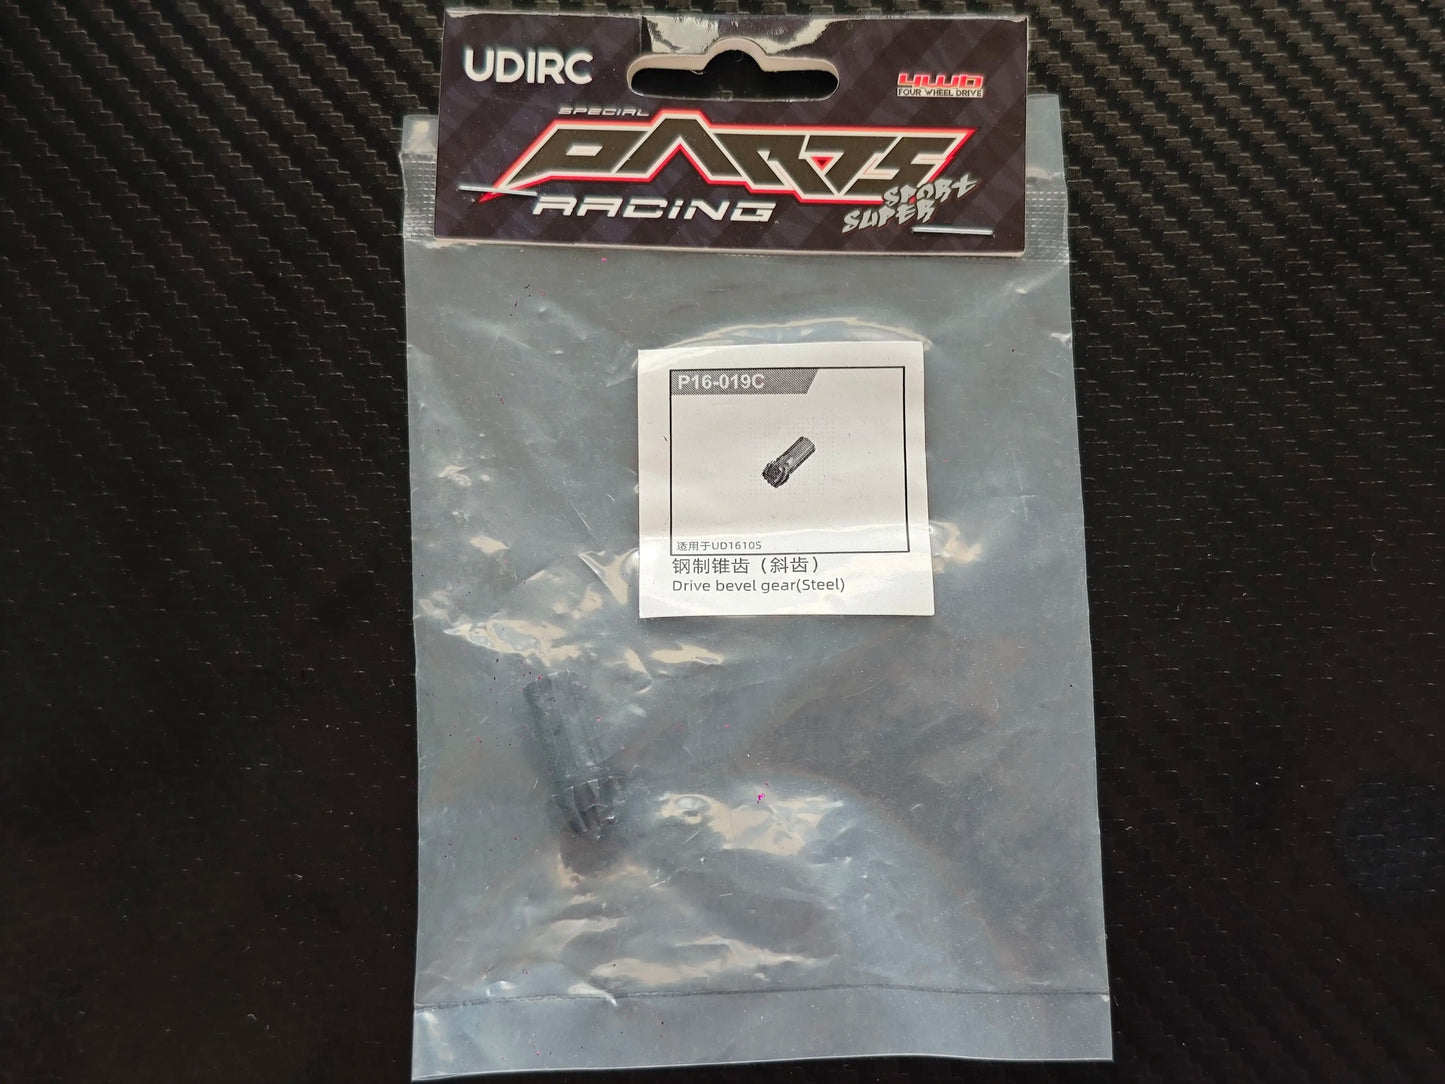 UDIRC
4WD
FOUR WHEEL DRIVE
SPECIAL
PARTS
RACING
SPORT
SUPER
P16-019C
适用于UD1610S
钢制锥齿（斜齿）
Drive bevel gear(Steel)